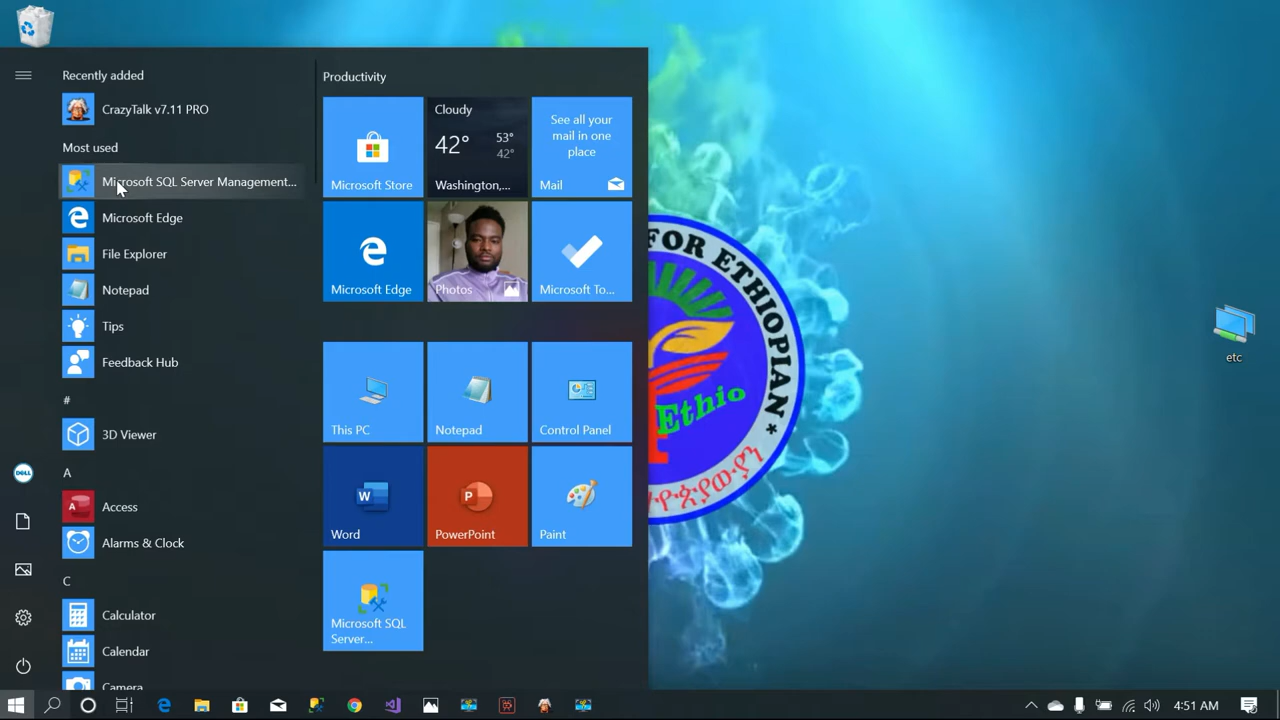 Recently added
CrazyTalk v7.11 PRO
Most used
Microsoft SQL Server Management...
Microsoft Edge
File Explorer
Notepad
Tips
Feedback Hub
#
3D Viewer
A
Access
Alarms & Clock
C
Calculator
Calendar
Camera
DELL
Productivity
Microsoft Store
Cloudy
42° 53°
42°
Washington,...
See all your
mail in one
place
Mail
Microsoft Edge
Photos
Microsoft To...
This PC
Notepad
Control Panel
W
Word
P
PowerPoint
Paint
Microsoft SQL
Server...
FOR ETHIOPIAN *
Ethio
etc
4:51 AM